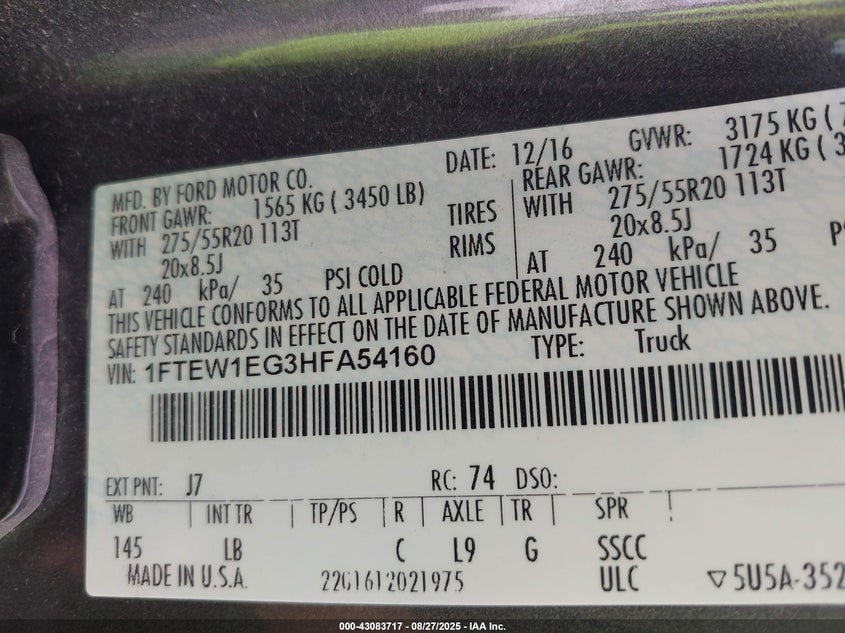 MFD. BY FORD MOTOR CO. DATE: 12/16 GVWR: 3175 KG (
FRONT GAWR: 1565 KG ( 3450 LB) REAR GAWR: 1724 KG ( 3
WITH 275/55R20 113T TIRES WITH 275/55R20 113T
20x8.5J RIMS 20x8.5J
AT 240 kPa/ 35 PSI COLD AT 240 kPa/ 35
THIS VEHICLE CONFORMS TO ALL APPLICABLE FEDERAL MOTOR VEHICLE
SAFETY STANDARDS IN EFFECT ON THE DATE OF MANUFACTURE SHOWN ABOVE.
VIN: 1FTEW1EG3HFA54160 TYPE: Truck
EXT PNT: J7 RC: 74 DSO:
WB | INT TR | TP/PS | R | AXLE | TR | SPR
145 LB C L9 G SSCC
MADE IN U.S.A. 22G1612021975 ULC ▽5U5A-352
000-43083717 - 08/27/2025 - IAA Inc.